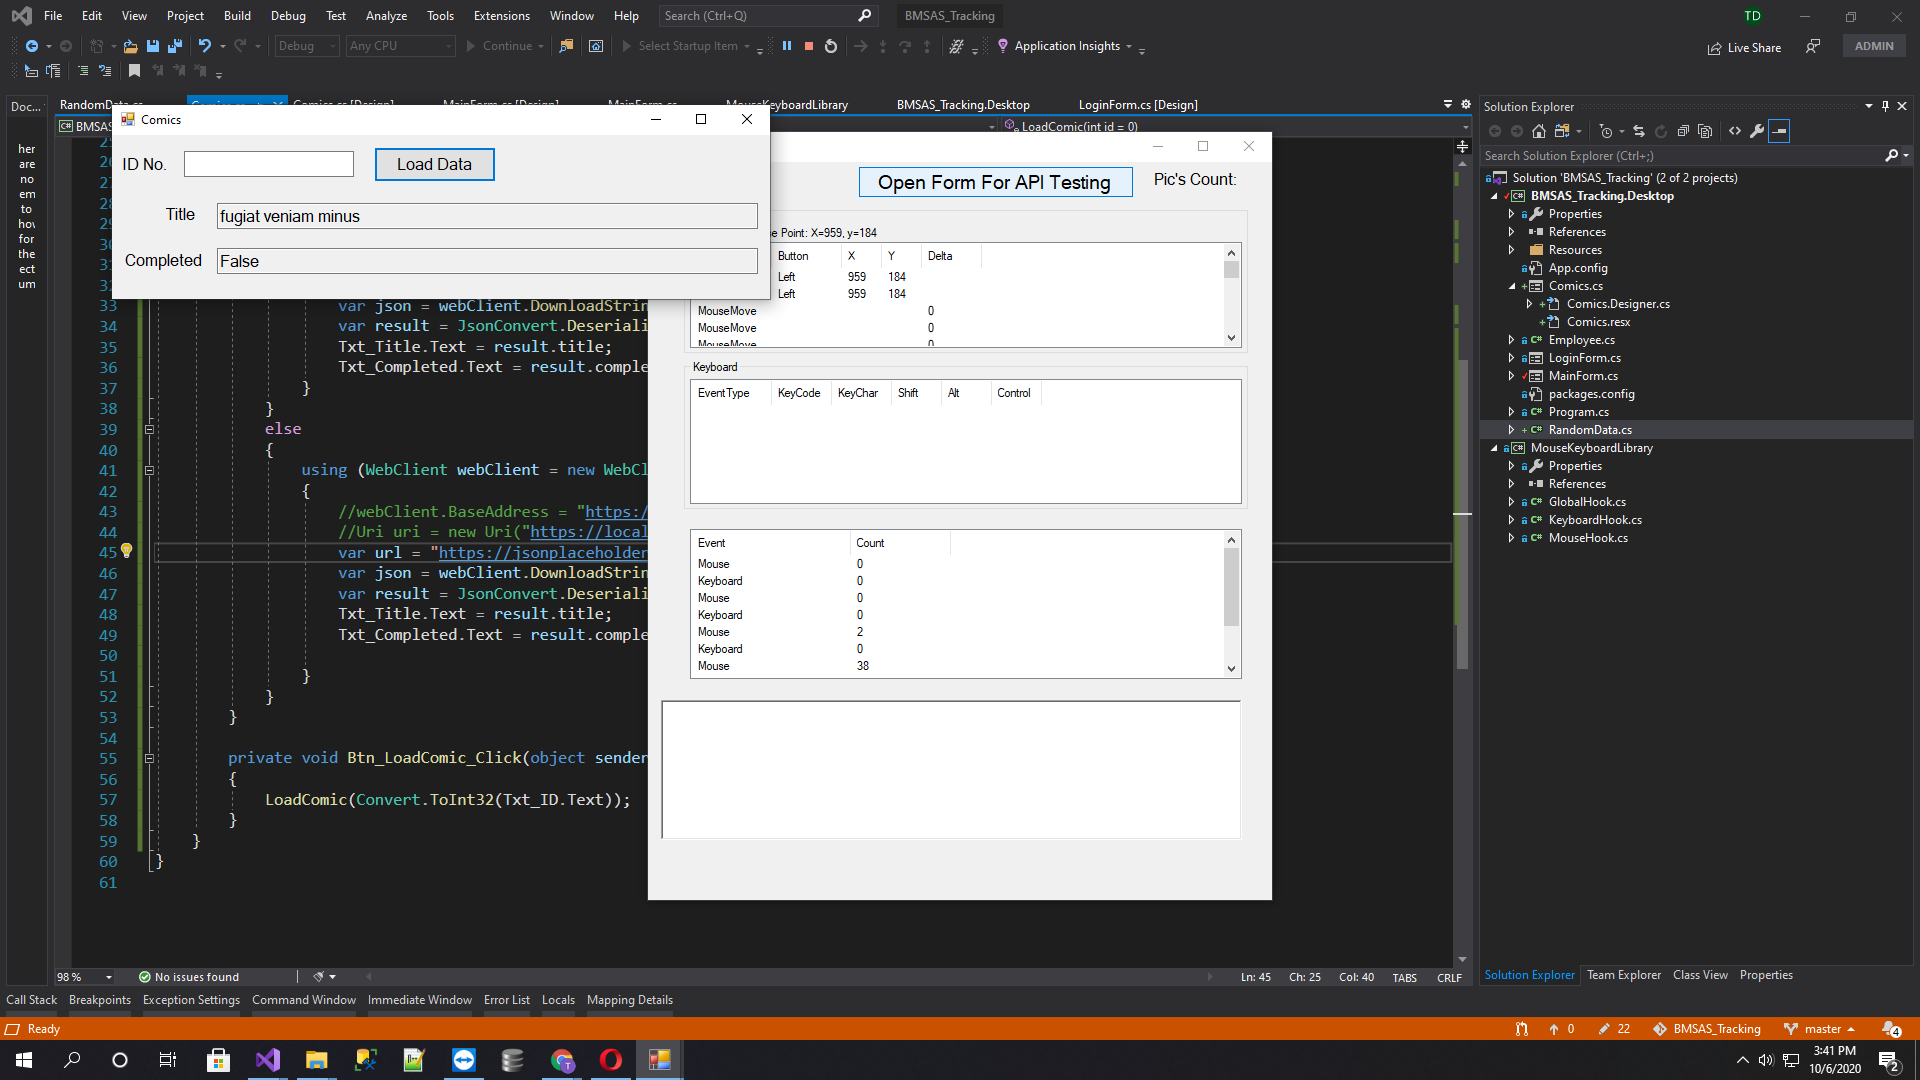 File Edit View Project Build Debug Test Analyze Tools Extensions Window Help Search (Ctrl+Q) BMSAS_Tracking TD
Debug Any CPU Continue Select Startup Item Application Insights Live Share ADMIN
Doc...
her
are
no
em
to
how
for
the
ect
um
MouseKeyboardLibrary BMSAS_Tracking.Desktop LoginForm.cs [Design]
LoadComic(int id = 0)
Comics
ID No. Load Data
Title fugiat veniam minus
Completed False
Open Form For API Testing Pic's Count:
Point: X=959, y=184
Button X Y Delta
Left 959 184
Left 959 184
MouseMove 0
MouseMove 0
MouseMove 0
Keyboard
EventType KeyCode KeyChar Shift Alt Control
Event Count
Mouse 0
Keyboard 0
Mouse 0
Keyboard 0
Mouse 2
Keyboard 0
Mouse 38
33 var json = webClient.DownloadStrin
34 var result = JsonConvert.Deseriali
35 Txt_Title.Text = result.title;
36 Txt_Completed.Text = result.comple
37 }
38 }
39 else
40 {
41 using (WebClient webClient = new WebCl
42 {
43 //webClient.BaseAddress = "https:/
44 //Uri uri = new Uri("https://local
45 var url = "https://jsonplaceholder
46 var json = webClient.DownloadStrin
47 var result = JsonConvert.Deseriali
48 Txt_Title.Text = result.title;
49 Txt_Completed.Text = result.comple
50
51 }
52 }
53 }
54
55 private void Btn_LoadComic_Click(object sender
56 {
57 LoadComic(Convert.ToInt32(Txt_ID.Text));
58 }
59 }
60 }
61
98 % No issues found Ln: 45 Ch: 25 Col: 40 TABS CRLF
Solution Explorer
Search Solution Explorer (Ctrl+;)
Solution 'BMSAS_Tracking' (2 of 2 projects)
BMSAS_Tracking.Desktop
Properties
References
Resources
App.config
Comics.cs
Comics.Designer.cs
Comics.resx
Employee.cs
LoginForm.cs
MainForm.cs
packages.config
Program.cs
RandomData.cs
MouseKeyboardLibrary
Properties
References
GlobalHook.cs
KeyboardHook.cs
MouseHook.cs
Solution Explorer Team Explorer Class View Properties
Call Stack Breakpoints Exception Settings Command Window Immediate Window Error List Locals Mapping Details
Ready 0 22 BMSAS_Tracking master 4
3:41 PM
10/6/2020 2